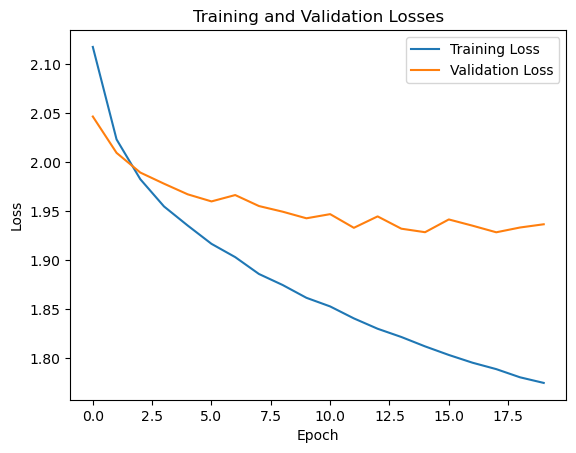 Training and Validation Losses
Training Loss
Validation Loss
2.10
2.05
2.00
1.95
1.90
1.85
1.80
Loss
0.0 2.5 5.0 7.5 10.0 12.5 15.0 17.5
Epoch